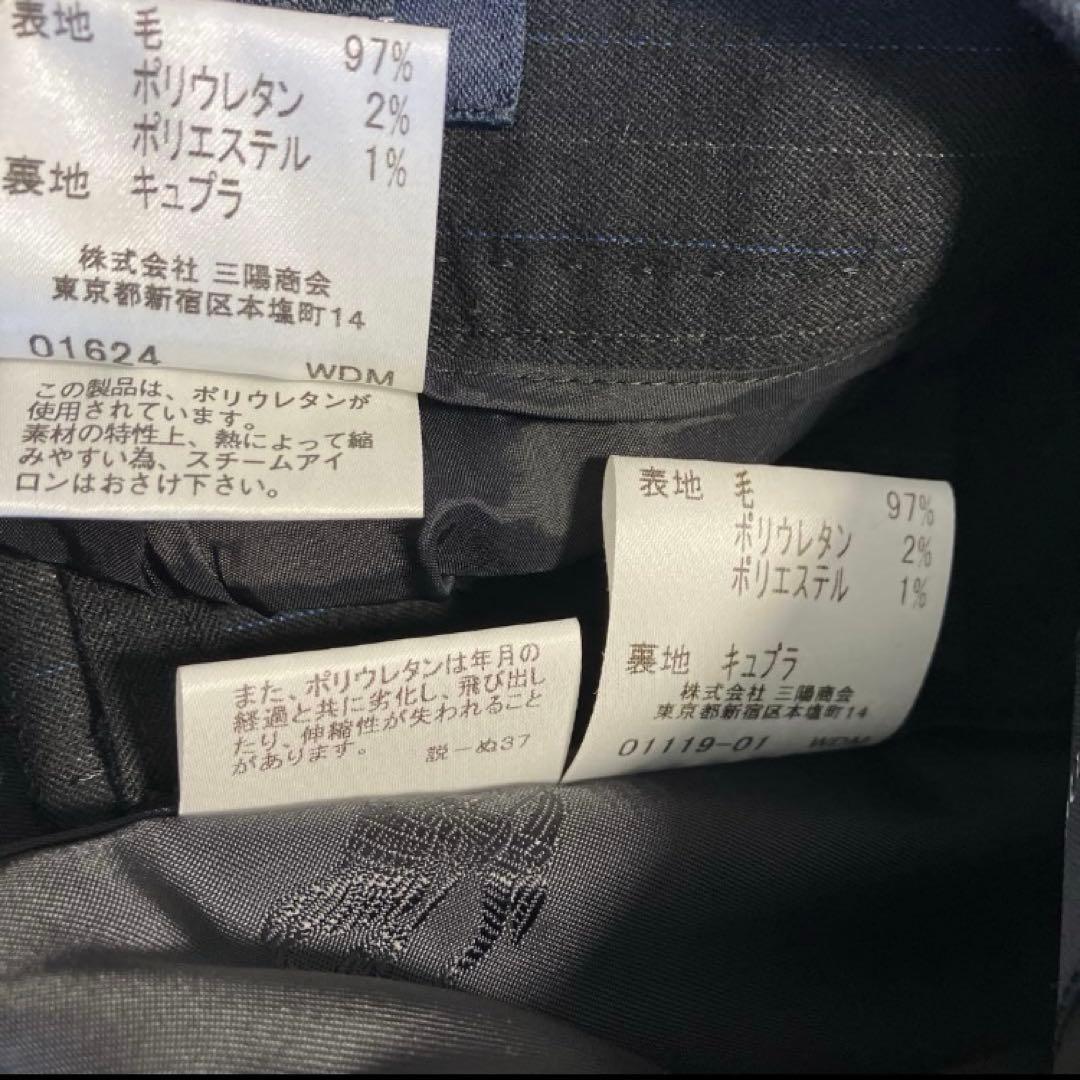 表地 毛 97%
ポリウレタン 2%
ポリエステル 1%
裏地 キュプラ
株式会社 三陽商会
東京都新宿区本塩町14
01624 WDM
この製品は、ポリウレタンが
使用されています。
素材の特性上、熱によって縮
みやすい為、スチームアイ
ロンはおさけ下さい。
表地 毛 97%
ポリウレタン 2%
ポリエステル 1%
裏地 キュプラ
株式会社 三陽商会
東京都新宿区本塩町14
01119-01 WDM
また、ポリウレタンは年月の
経過と共に劣化し、飛び出し
たり、伸縮性が失われること
があります。 説-ぬ37